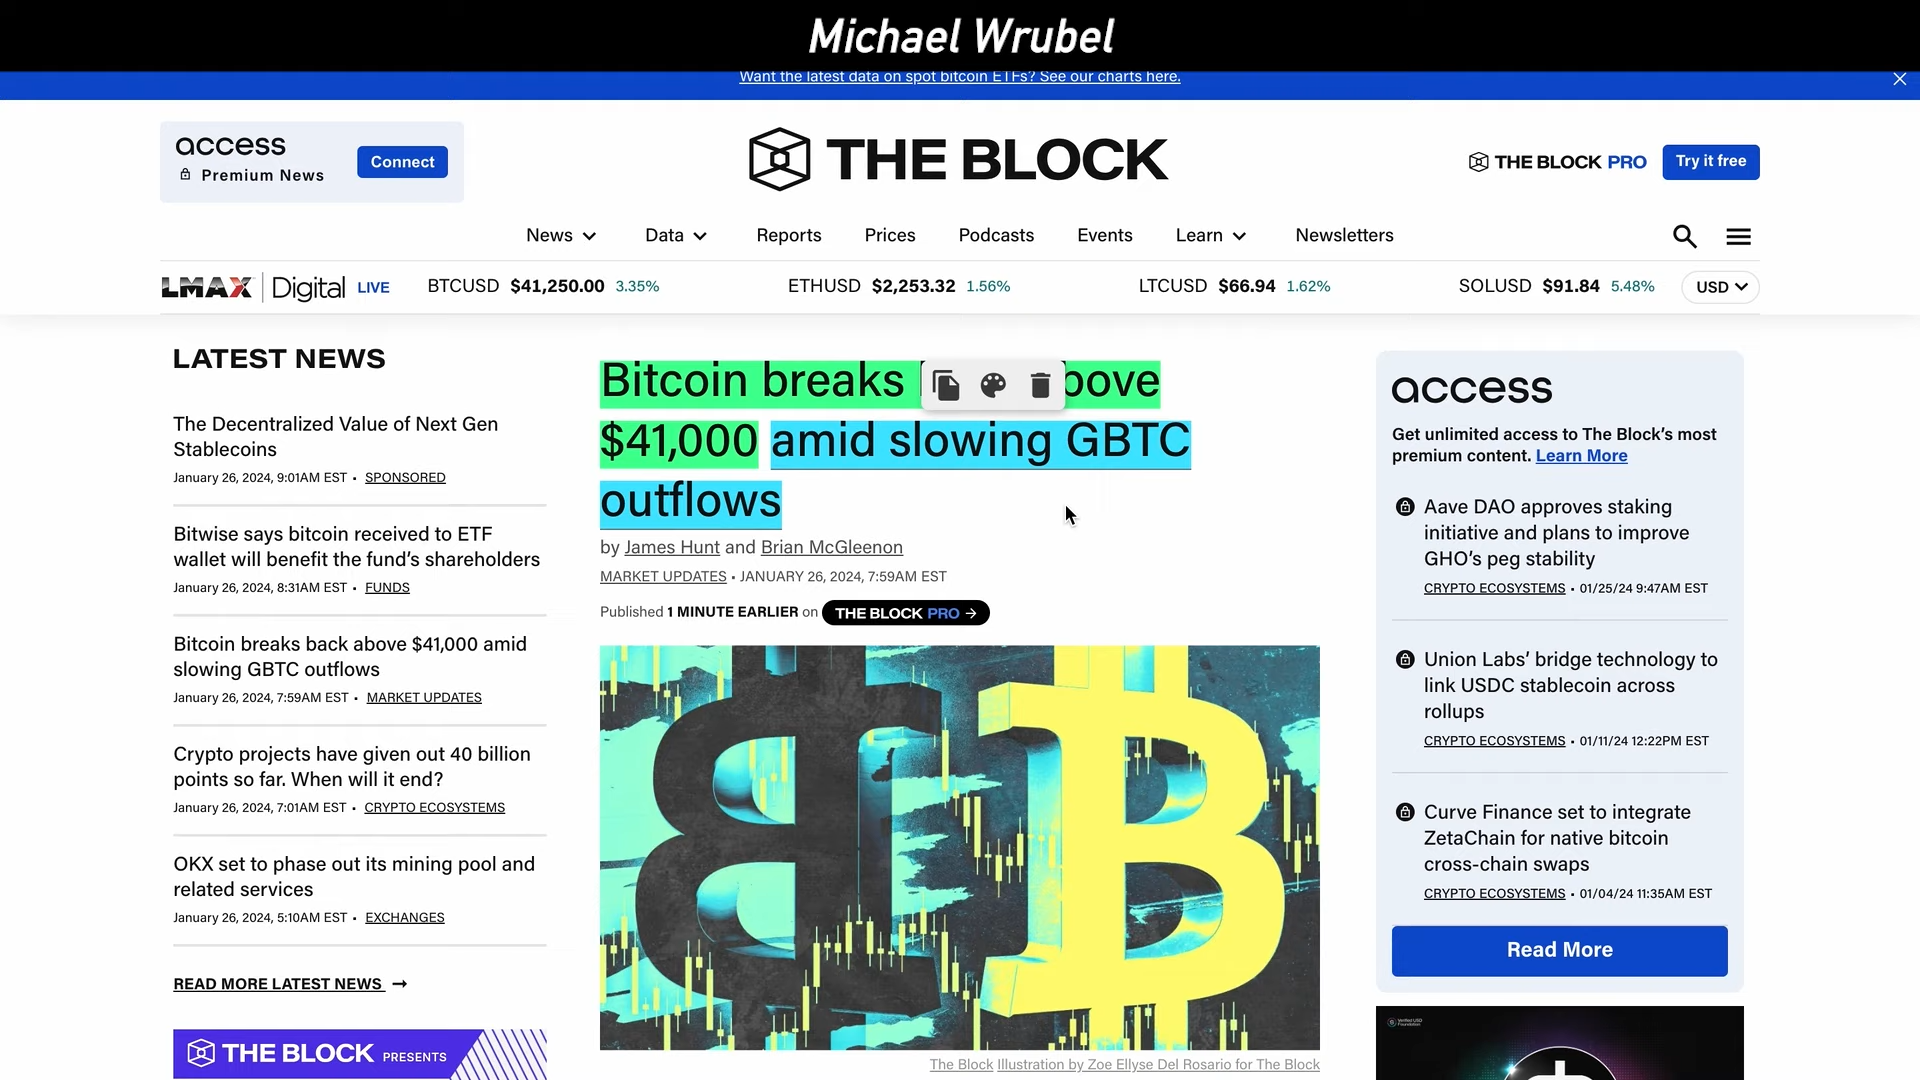 Michael Wrubel
Want the latest data on spot bitcoin ETFs? See our charts here.
access
Premium News
Connect
THE BLOCK
THE BLOCK PRO
Try it free
News
Data
Reports
Prices
Podcasts
Events
Learn
Newsletters
LMAX Digital LIVE
BTCUSD $41,250.00 3.35%
ETHUSD $2,253.32 1.56%
LTCUSD $66.94 1.62%
SOLUSD $91.84 5.48%
USD
LATEST NEWS
The Decentralized Value of Next Gen
Stablecoins
January 26, 2024, 9:01AM EST • SPONSORED
Bitwise says bitcoin received to ETF
wallet will benefit the fund's shareholders
January 26, 2024, 8:31AM EST • FUNDS
Bitcoin breaks back above $41,000 amid
slowing GBTC outflows
January 26, 2024, 7:59AM EST • MARKET UPDATES
Crypto projects have given out 40 billion
points so far. When will it end?
January 26, 2024, 7:01AM EST • CRYPTO ECOSYSTEMS
OKX set to phase out its mining pool and
related services
January 26, 2024, 5:10AM EST • EXCHANGES
READ MORE LATEST NEWS →
THE BLOCK PRESENTS
Bitcoin breaks bove
$41,000 amid slowing GBTC
outflows
by James Hunt and Brian McGleenon
MARKET UPDATES • JANUARY 26, 2024, 7:59AM EST
Published 1 MINUTE EARLIER on THE BLOCK PRO →
The Block Illustration by Zoe Ellyse Del Rosario for The Block
access
Get unlimited access to The Block's most
premium content. Learn More
Aave DAO approves staking
initiative and plans to improve
GHO's peg stability
CRYPTO ECOSYSTEMS • 01/25/24 9:47AM EST
Union Labs' bridge technology to
link USDC stablecoin across
rollups
CRYPTO ECOSYSTEMS • 01/11/24 12:22PM EST
Curve Finance set to integrate
ZetaChain for native bitcoin
cross-chain swaps
CRYPTO ECOSYSTEMS • 01/04/24 11:35AM EST
Read More
Verified USD
Foundation